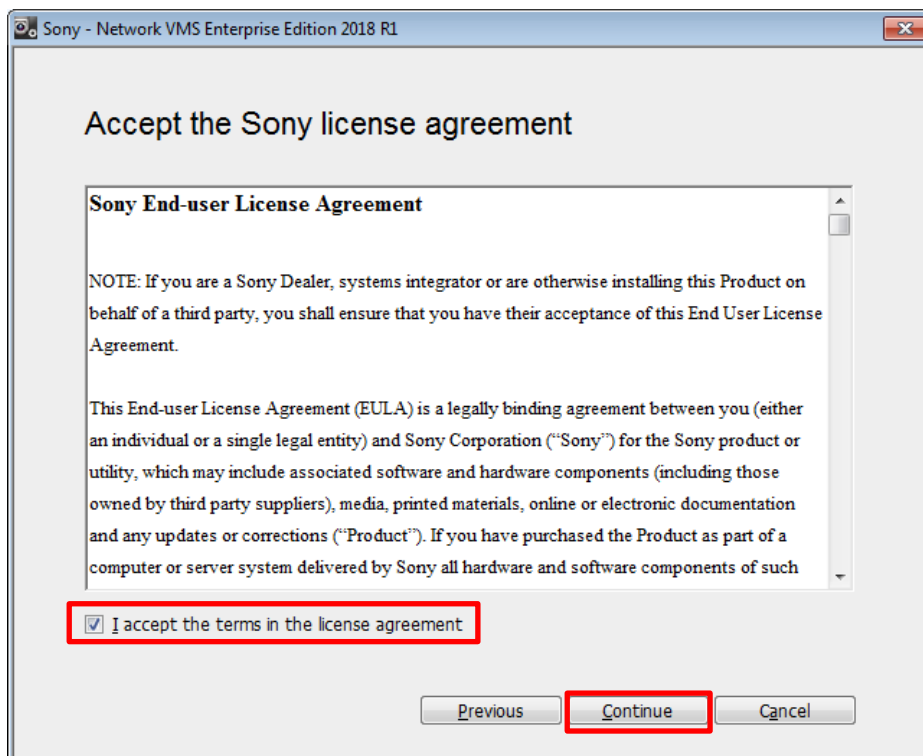 Sony - Network VMS Enterprise Edition 2018 R1
Accept the Sony license agreement
Sony End-user License Agreement
NOTE: If you are a Sony Dealer, systems integrator or are otherwise installing this Product on
behalf of a third party, you shall ensure that you have their acceptance of this End User License
Agreement.
This End-user License Agreement (EULA) is a legally binding agreement between you (either
an individual or a single legal entity) and Sony Corporation (“Sony”) for the Sony product or
utility, which may include associated software and hardware components (including those
owned by third party suppliers), media, printed materials, online or electronic documentation
and any updates or corrections (“Product”). If you have purchased the Product as part of a
computer or server system delivered by Sony all hardware and software components of such
I accept the terms in the license agreement
Previous Continue Cancel